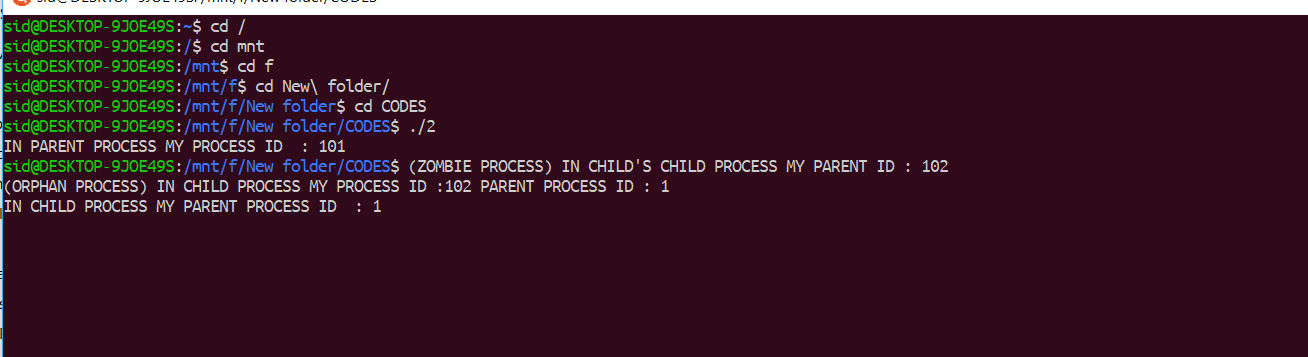 sid@DESKTOP-9JOE49S:~$ cd /
sid@DESKTOP-9JOE49S:/$ cd mnt
sid@DESKTOP-9JOE49S:/mnt$ cd f
sid@DESKTOP-9JOE49S:/mnt/f$ cd New\ folder/
sid@DESKTOP-9JOE49S:/mnt/f/New folder$ cd CODES
sid@DESKTOP-9JOE49S:/mnt/f/New folder/CODES$ ./2
IN PARENT PROCESS MY PROCESS ID  : 101
sid@DESKTOP-9JOE49S:/mnt/f/New folder/CODES$ (ZOMBIE PROCESS) IN CHILD'S CHILD PROCESS MY PARENT ID : 102
(ORPHAN PROCESS) IN CHILD PROCESS MY PROCESS ID :102 PARENT PROCESS ID : 1
IN CHILD PROCESS MY PARENT PROCESS ID  : 1